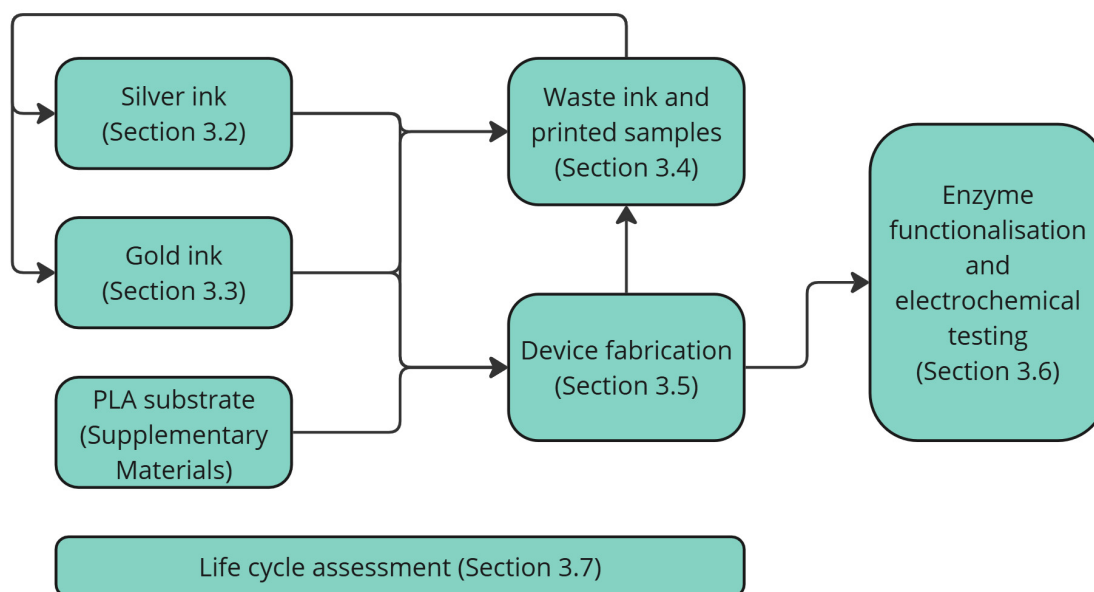 Silver ink
(Section 3.2)
Gold ink
(Section 3.3)
PLA substrate
(Supplementary
Materials)
Waste ink and
printed samples
(Section 3.4)
Device fabrication
(Section 3.5)
Enzyme
functionalisation
and
electrochemical
testing
(Section 3.6)
Life cycle assessment (Section 3.7)